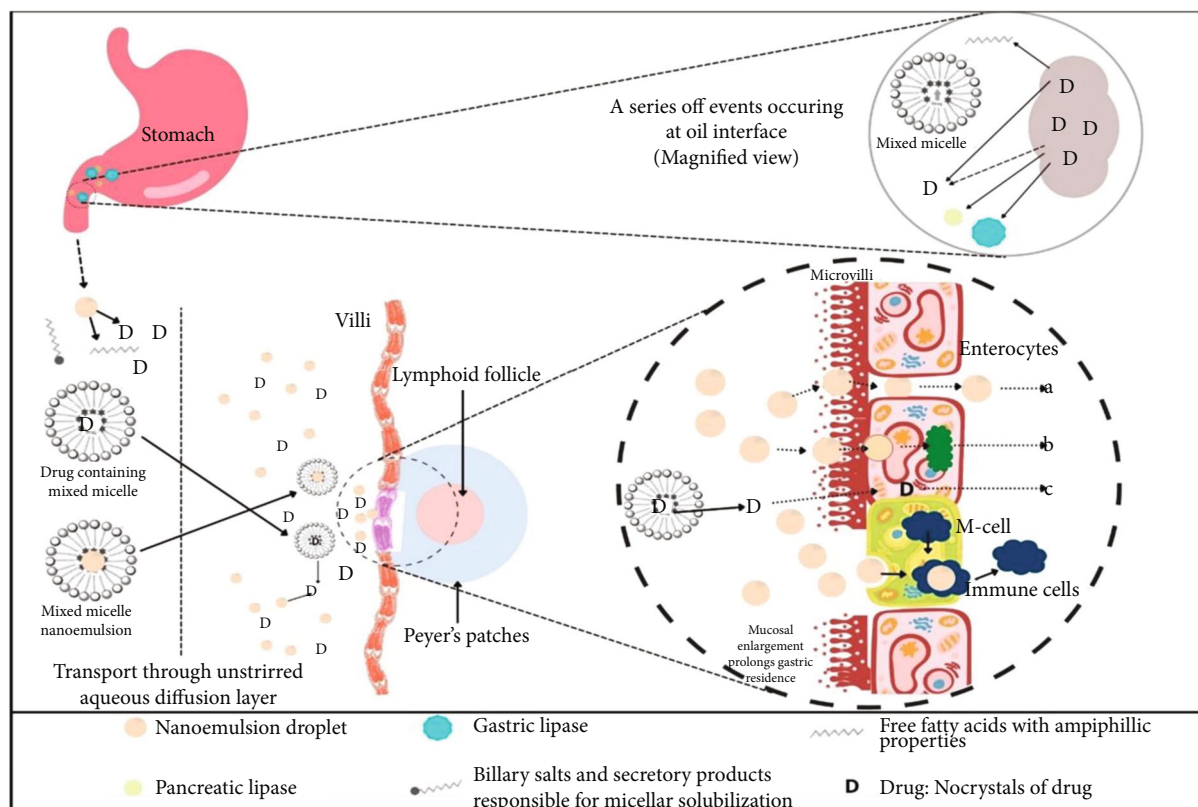 Stomach
A series off events occuring
at oil interface
(Magnified view)
Mixed micelle
D
D
D
D
D
Microvilli
Enterocytes
a
b
c
D
D
D
M-cell
Immune cells
Mucosal
enlargement
prolongs gastric
residence
D
D
D
D
Drug containing
mixed micelle
Mixed micelle
nanoemulsion
Transport through unstrirred
aqueous diffusion layer
Villi
Lymphoid follicle
Peyer's patches
D
D
D
D
D
D
D
D
D
D
D
D
D
D
Nanoemulsion droplet
Gastric lipase
Free fatty acids with ampiphillic
properties
Pancreatic lipase
Billary salts and secretory products
responsible for micellar solubilization
D Drug: Nocrystals of drug